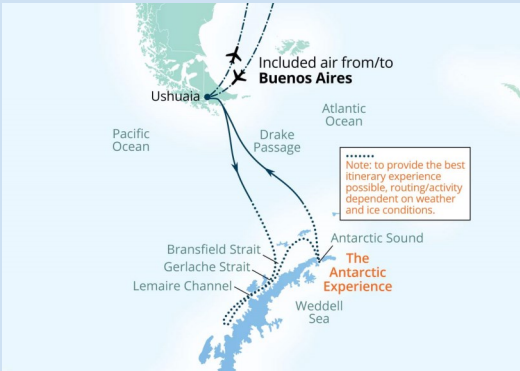 Included air from/to
Buenos Aires
Ushuaia
Atlantic
Ocean
Pacific
Ocean
Drake
Passage
Note: to provide the best
itinerary experience
possible, routing/activity
dependent on weather
and ice conditions.
Antarctic Sound
Bransfield Strait
The
Antarctic
Experience
Gerlache Strait
Lemaire Channel
Weddell
Sea